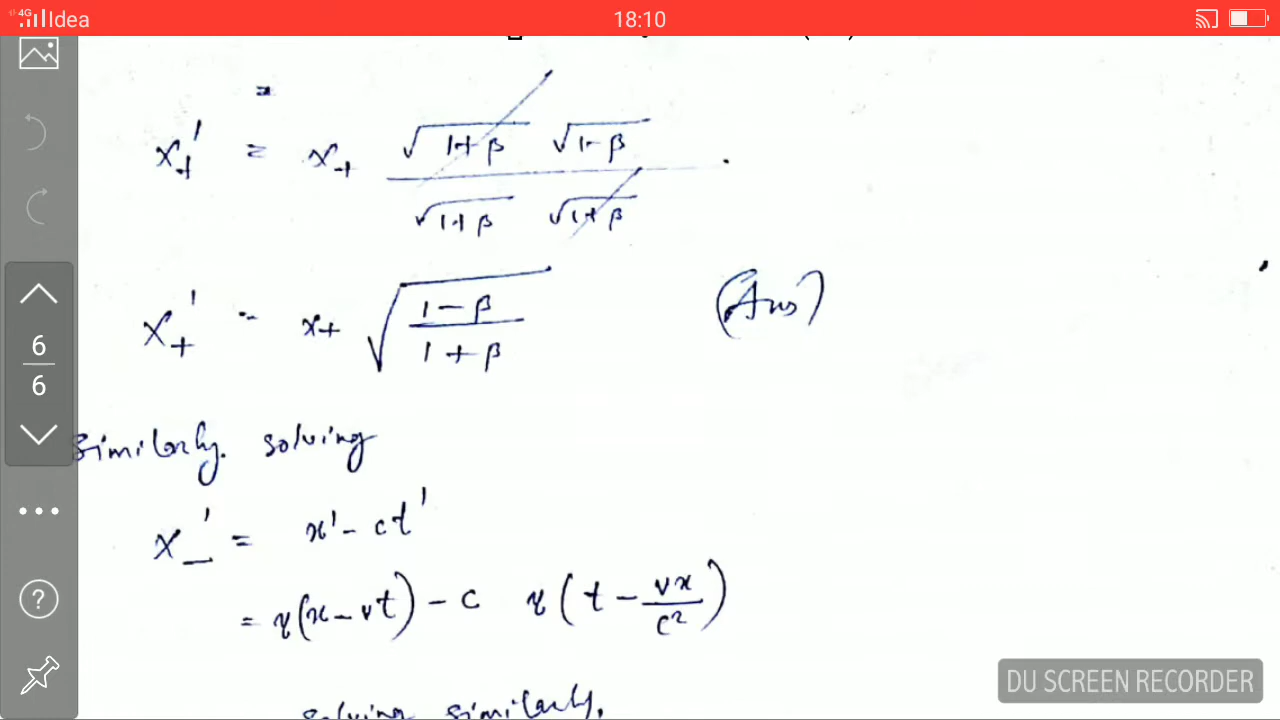 4G Idea 18:10
=
x₊' = x₊ √(1+β) √(1-β) / √(1+β) √(1+β) .
x₊' = x₊ √((1-β)/(1+β)) (Ans)
6
6
Similarly. solving
x₋' = x' - ct'
= γ(x - vt) - c γ(t - vx/c²)
solving similarly,
?
DU SCREEN RECORDER